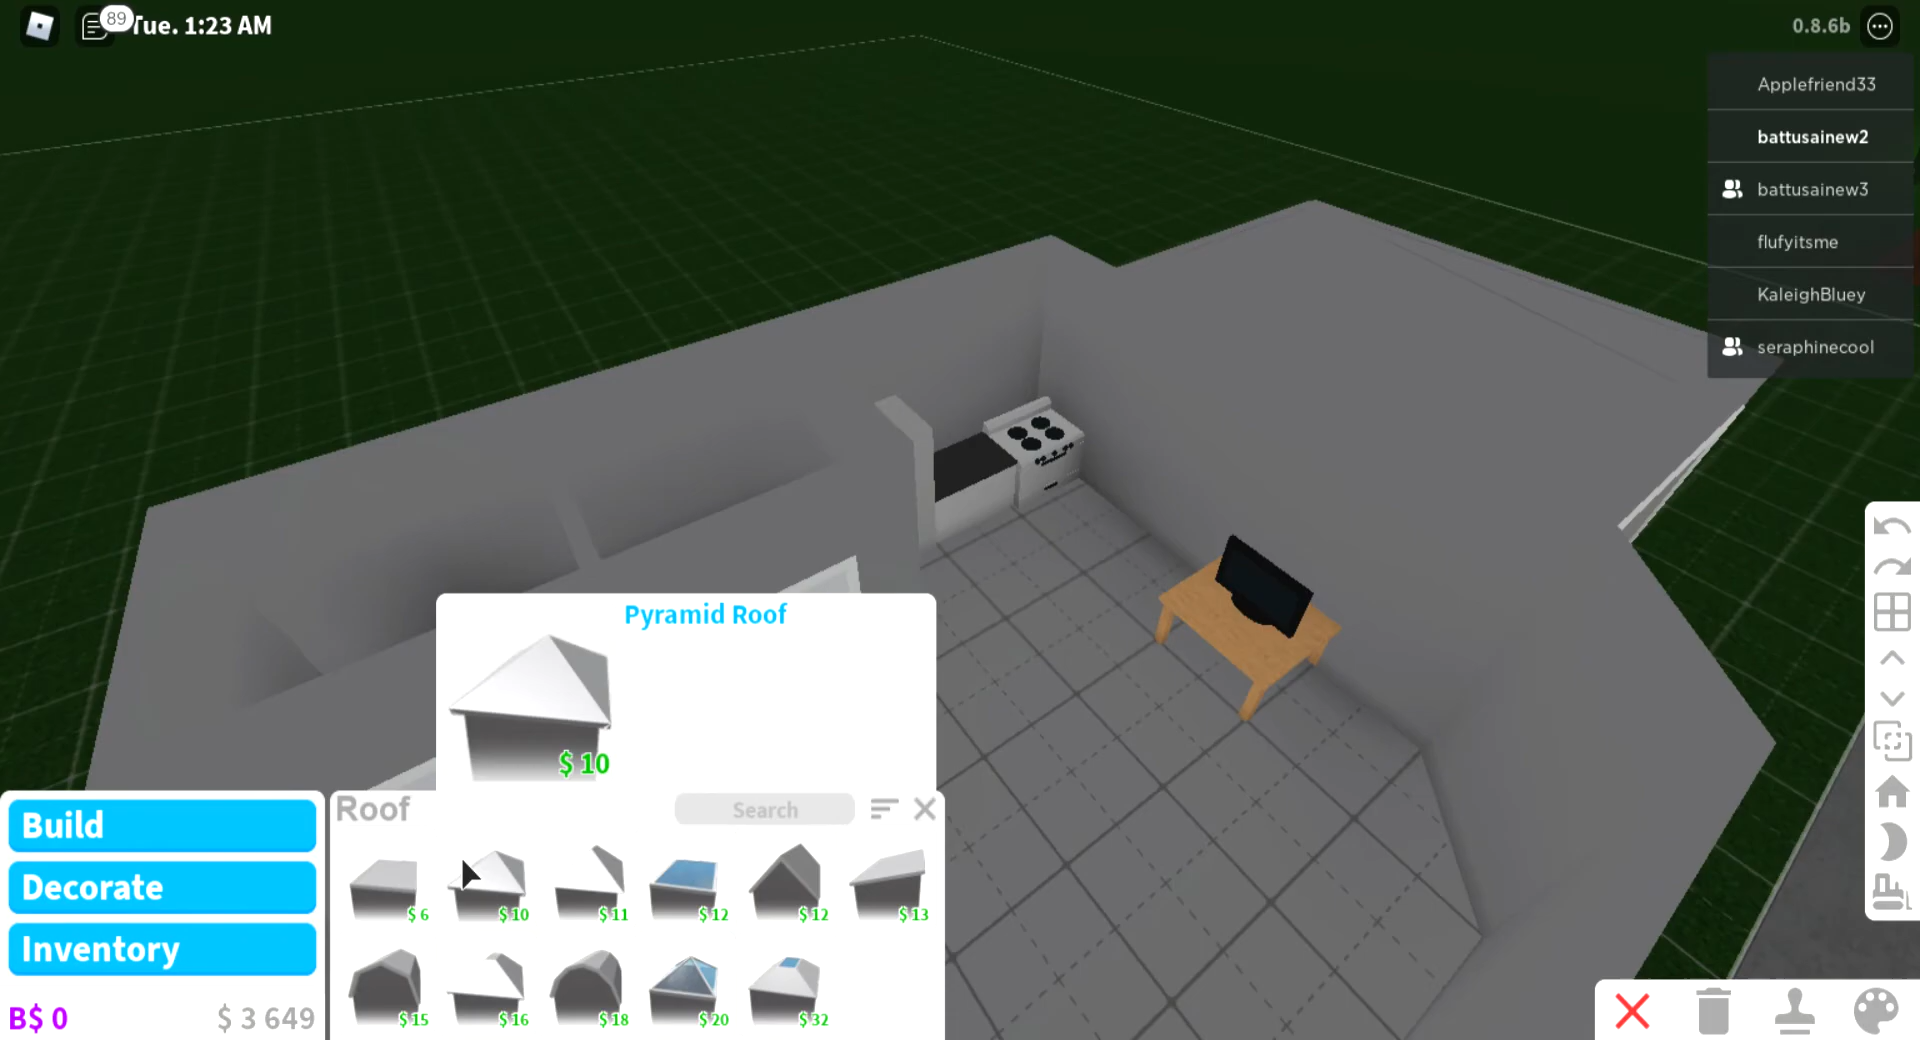 89
Tue. 1:23 AM
0.8.6b
Applefriend33
battusainew2
battusainew3
flufyitsme
KaleighBluey
seraphinecool
Pyramid Roof
$ 10
Build
Decorate
Inventory
B$ 0
$ 3 649
Roof
Search
$ 6
$ 10
$ 11
$ 12
$ 12
$ 13
$ 15
$ 16
$ 18
$ 20
$ 32